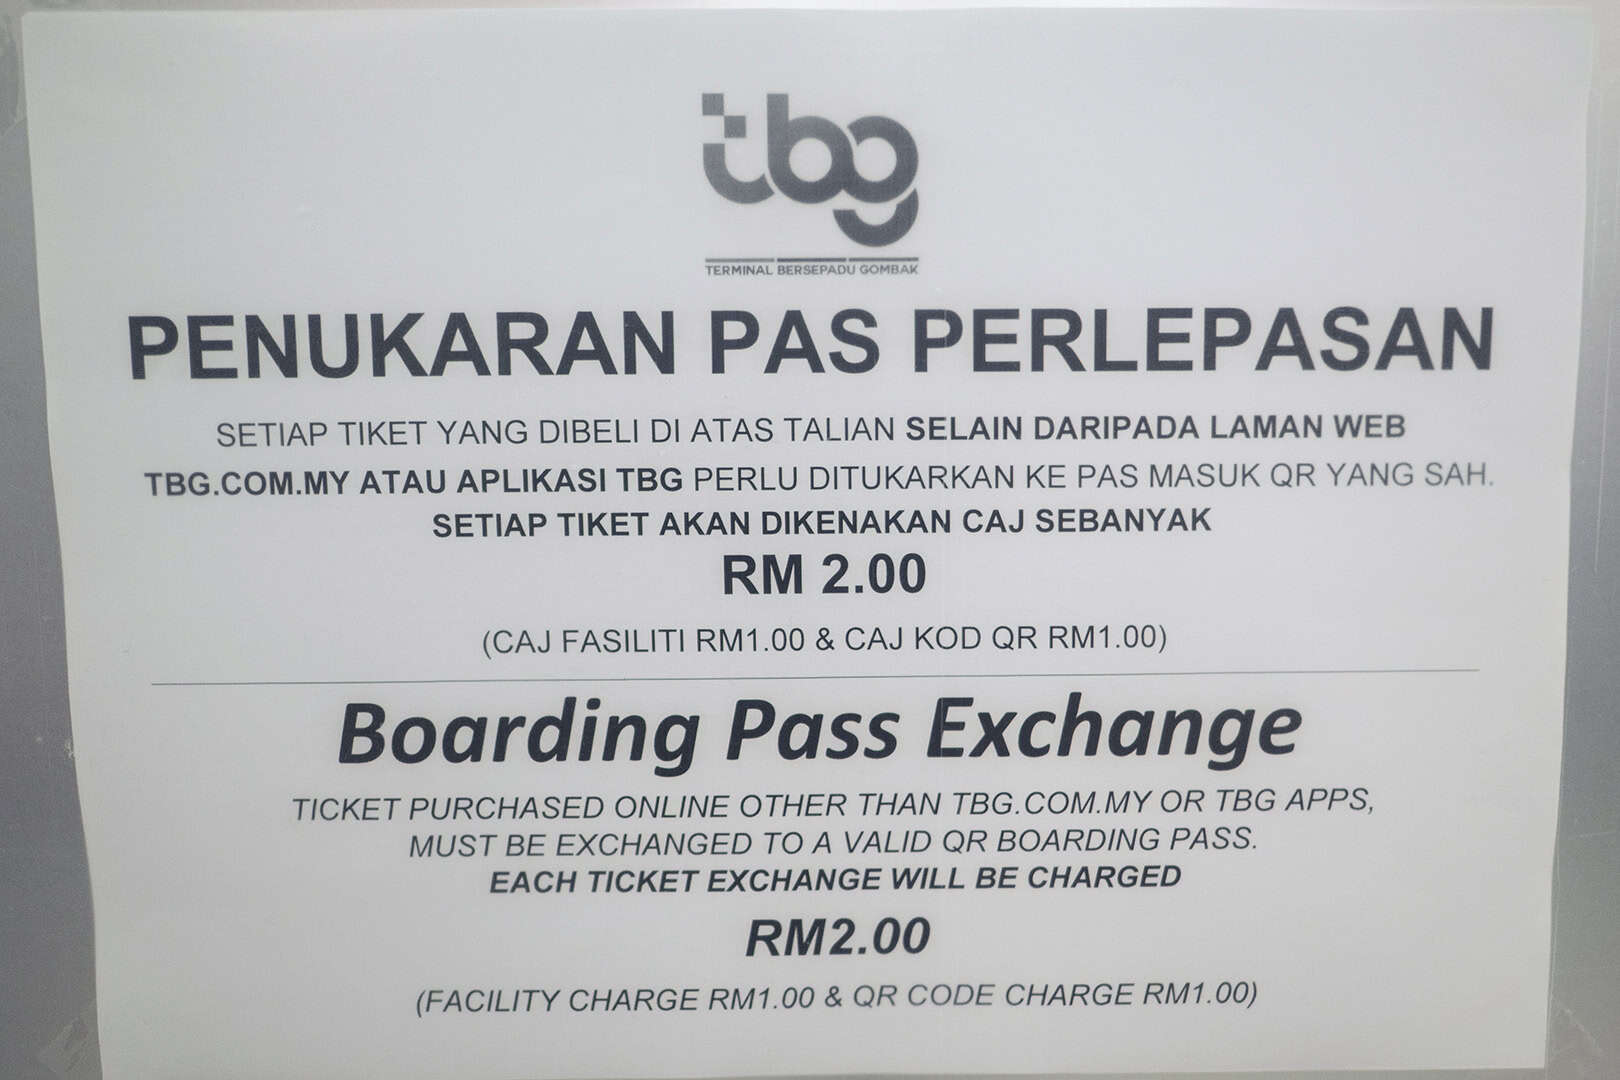 tbg
TERMINAL BERSEPADU GOMBAK
PENUKARAN PAS PERLEPASAN
SETIAP TIKET YANG DIBELI DI ATAS TALIAN SELAIN DARIPADA LAMAN WEB
TBG.COM.MY ATAU APLIKASI TBG PERLU DITUKARKAN KE PAS MASUK QR YANG SAH.
SETIAP TIKET AKAN DIKENAKAN CAJ SEBANYAK
RM 2.00
(CAJ FASILITI RM1.00 & CAJ KOD QR RM1.00)
Boarding Pass Exchange
TICKET PURCHASED ONLINE OTHER THAN TBG.COM.MY OR TBG APPS,
MUST BE EXCHANGED TO A VALID QR BOARDING PASS.
EACH TICKET EXCHANGE WILL BE CHARGED
RM2.00
(FACILITY CHARGE RM1.00 & QR CODE CHARGE RM1.00)